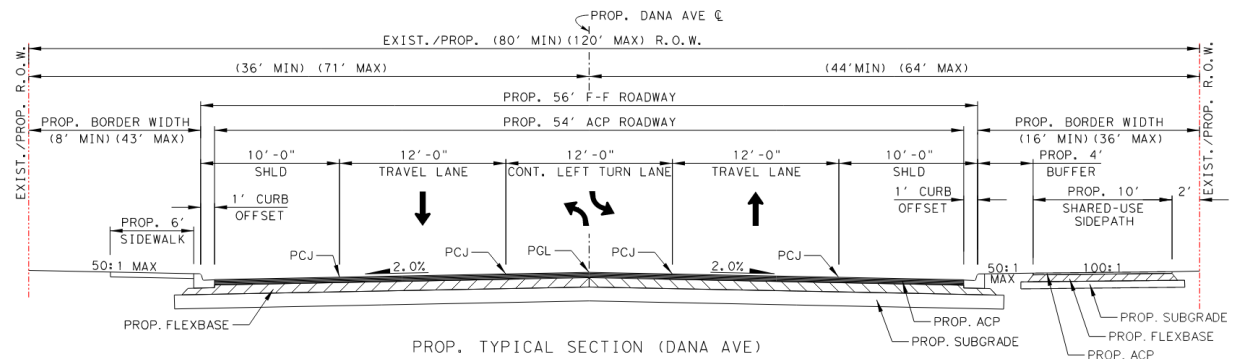 PROP. DANA AVE ℄
EXIST./PROP. (80' MIN)(120' MAX) R.O.W.
(36' MIN) (71' MAX)
(44'MIN) (64' MAX)
PROP. 56' F-F ROADWAY
PROP. BORDER WIDTH
(8' MIN)(43' MAX)
PROP. 54' ACP ROADWAY
PROP. BORDER WIDTH
(16' MIN)(36' MAX)
EXIST./PROP. R.O.W.
EXIST./PROP. R.O.W.
10'-0"
SHLD
12'-0"
TRAVEL LANE
12'-0"
CONT. LEFT TURN LANE
12'-0"
TRAVEL LANE
10'-0"
SHLD
PROP. 4'
BUFFER
1' CURB
OFFSET
1' CURB
OFFSET
PROP. 10'
SHARED-USE
SIDEPATH
2'
PROP. 6'
SIDEWALK
PCJ
PCJ
PGL
PCJ
PCJ
50:1 MAX
2.0%
2.0%
50:1
MAX
100:1
PROP. FLEXBASE
PROP. ACP
PROP. SUBGRADE
PROP. SUBGRADE
PROP. FLEXBASE
PROP. ACP
PROP. TYPICAL SECTION (DANA AVE)